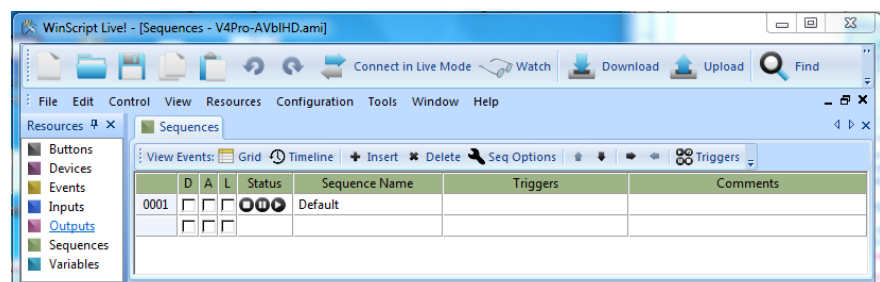 WinScript Live! - [Sequences - V4Pro-AVbIHD.ami]
Connect in Live Mode Watch Download Upload Find
File Edit Control View Resources Configuration Tools Window Help
Resources Sequences
Buttons
Devices
Events
Inputs
Outputs
Sequences
Variables
View Events: Grid Timeline Insert Delete Seq Options Triggers
D A L Status Sequence Name Triggers Comments
0001 Default